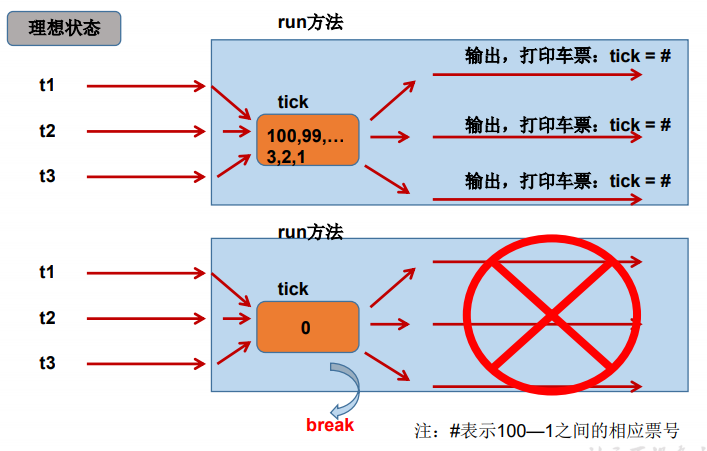 理想状态
run方法
t1
t2
t3
tick
100,99,…
3,2,1
输出，打印车票：tick = #
输出，打印车票：tick = #
输出，打印车票：tick = #
run方法
t1
t2
t3
tick
0
break
注：#表示100—1之间的相应票号